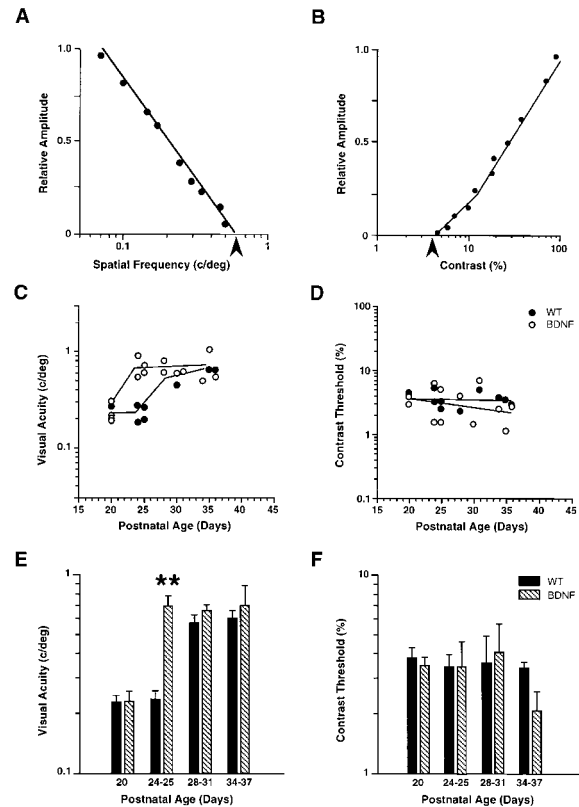 A
1.0
0.5
0
Relative Amplitude
0.1
1
Spatial Frequency (c/deg)
B
1.0
0.5
0
Relative Amplitude
1
10
100
Contrast (%)
C
1
0.1
Visual Acuity (c/deg)
15 20 25 30 35 40 45
Postnatal Age (Days)
D
100
10
1
0.1
Contrast Threshold (%)
WT
BDNF
15 20 25 30 35 40 45
Postnatal Age (Days)
E
1
0.1
Visual Acuity (c/deg)
**
20 24-25 28-31 34-37
Postnatal Age (Days)
F
10
1
Contrast Threshold (%)
WT
BDNF
20 24-25 28-31 34-37
Postnatal Age (Days)